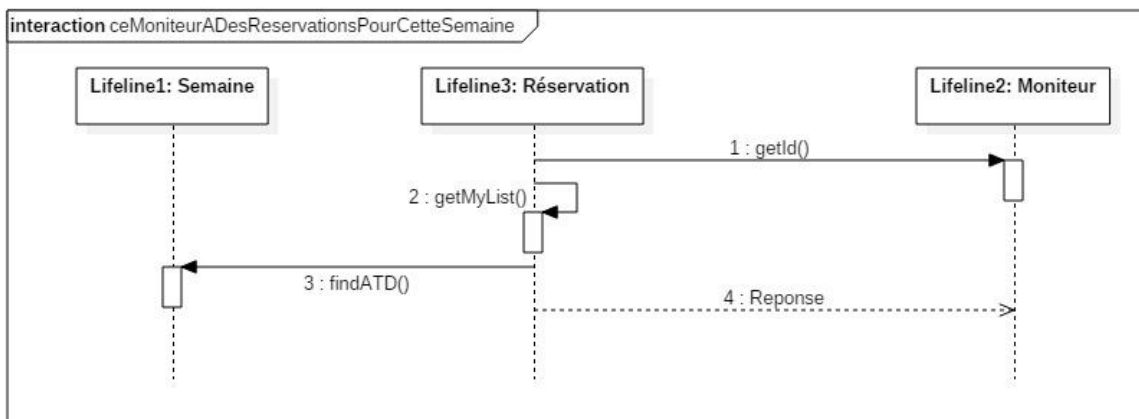 interaction ceMoniteurADesReservationsPourCetteSemaine
Lifeline1: Semaine
Lifeline3: Réservation
Lifeline2: Moniteur
1 : getId()
2 : getMyList()
3 : findATD()
4 : Reponse